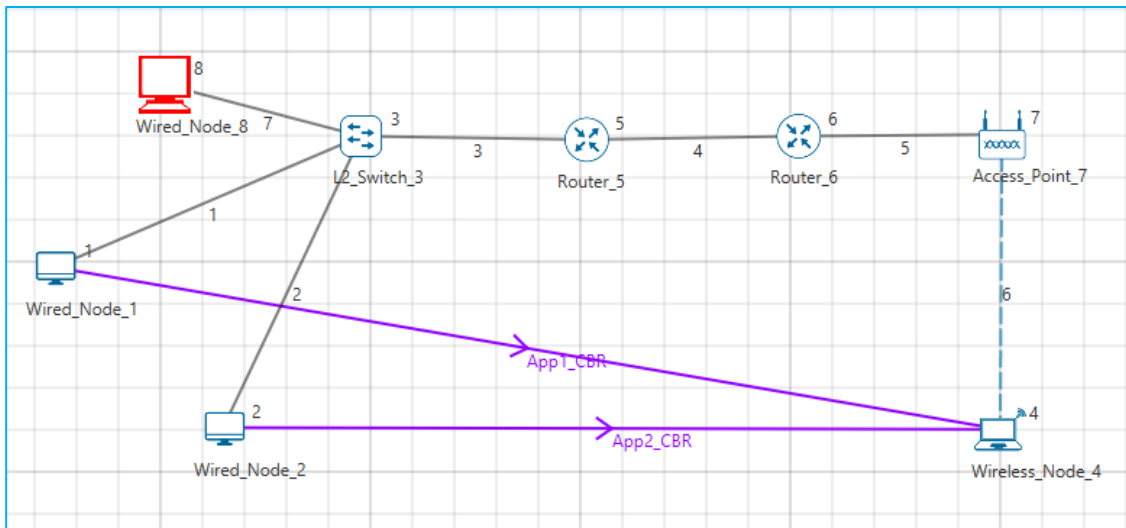 8
Wired_Node_8
7
3
L2_Switch_3
3
5
Router_5
4
6
Router_6
5
7
Access_Point_7
1
1
Wired_Node_1
2
App1_CBR
6
2
Wired_Node_2
App2_CBR
4
Wireless_Node_4